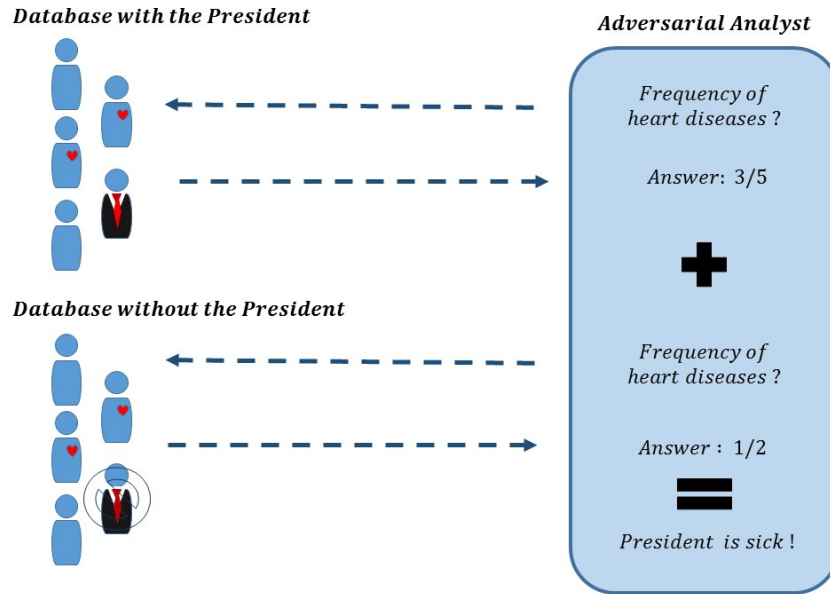 Database with the President
Adversarial Analyst
Frequency of
heart diseases ?
Answer: 3/5
Database without the President
Frequency of
heart diseases ?
Answer : 1/2
President is sick !